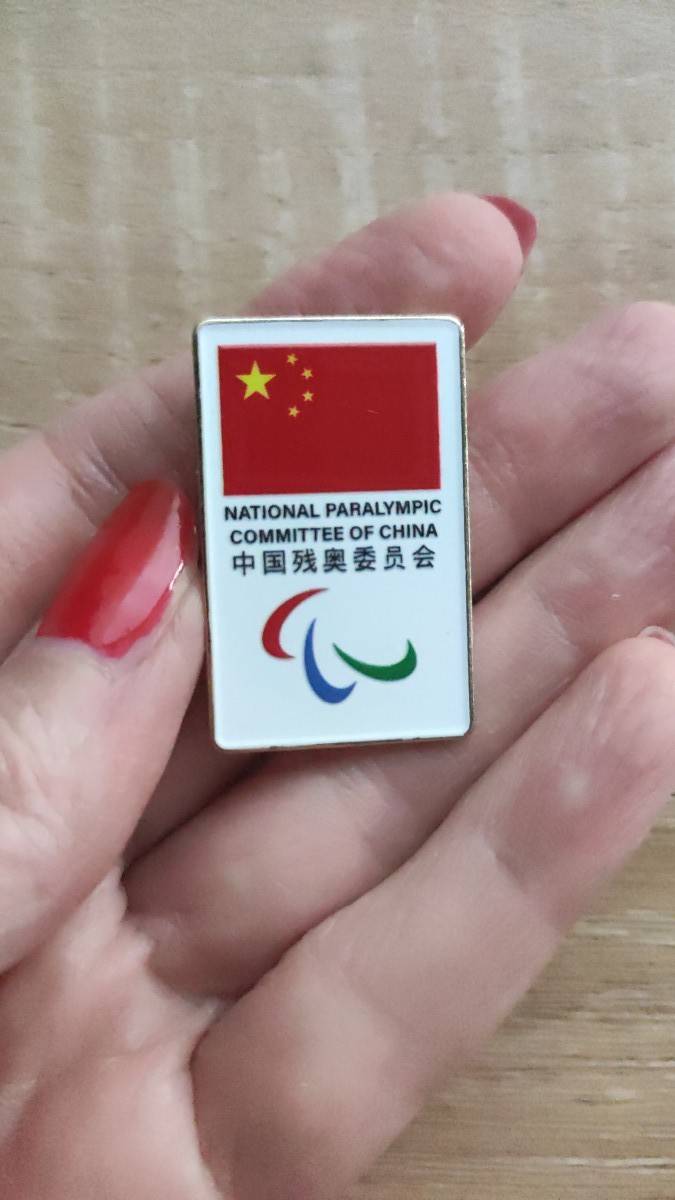 NATIONAL PARALYMPIC
COMMITTEE OF CHINA
中国残奥委员会